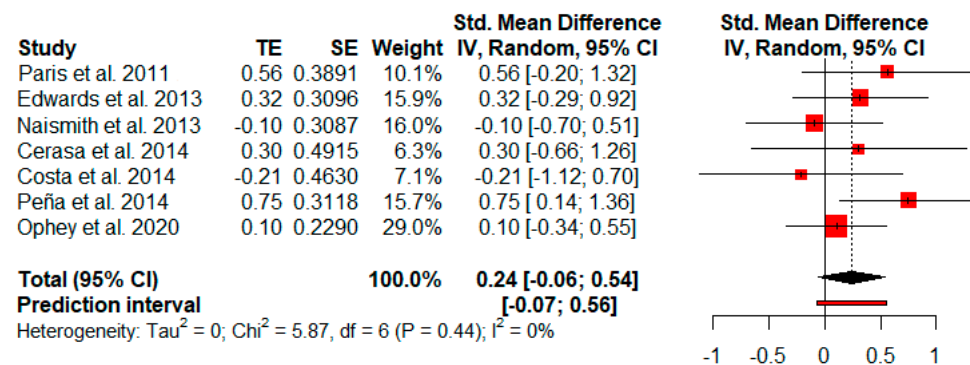 Std. Mean Difference Std. Mean Difference
Study TE SE Weight IV, Random, 95% CI IV, Random, 95% CI
Paris et al. 2011 0.56 0.3891 10.1% 0.56 [-0.20; 1.32]
Edwards et al. 2013 0.32 0.3096 15.9% 0.32 [-0.29; 0.92]
Naismith et al. 2013 -0.10 0.3087 16.0% -0.10 [-0.70; 0.51]
Cerasa et al. 2014 0.30 0.4915 6.3% 0.30 [-0.66; 1.26]
Costa et al. 2014 -0.21 0.4630 7.1% -0.21 [-1.12; 0.70]
Peña et al. 2014 0.75 0.3118 15.7% 0.75 [ 0.14; 1.36]
Ophey et al. 2020 0.10 0.2290 29.0% 0.10 [-0.34; 0.55]
Total (95% CI) 100.0% 0.24 [-0.06; 0.54]
Prediction interval [-0.07; 0.56]
Heterogeneity: Tau² = 0; Chi² = 5.87, df = 6 (P = 0.44); I² = 0%
-1 -0.5 0 0.5 1